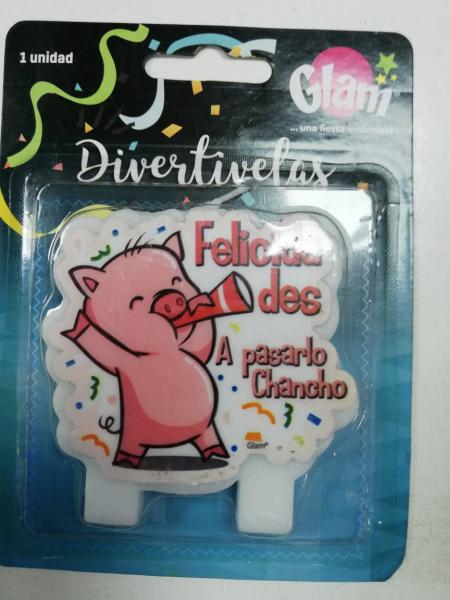 1 unidad
Glam
...una fiesta inolvidable
Divertivelas
Felicida
des
A pasarlo
Chancho
Glam®